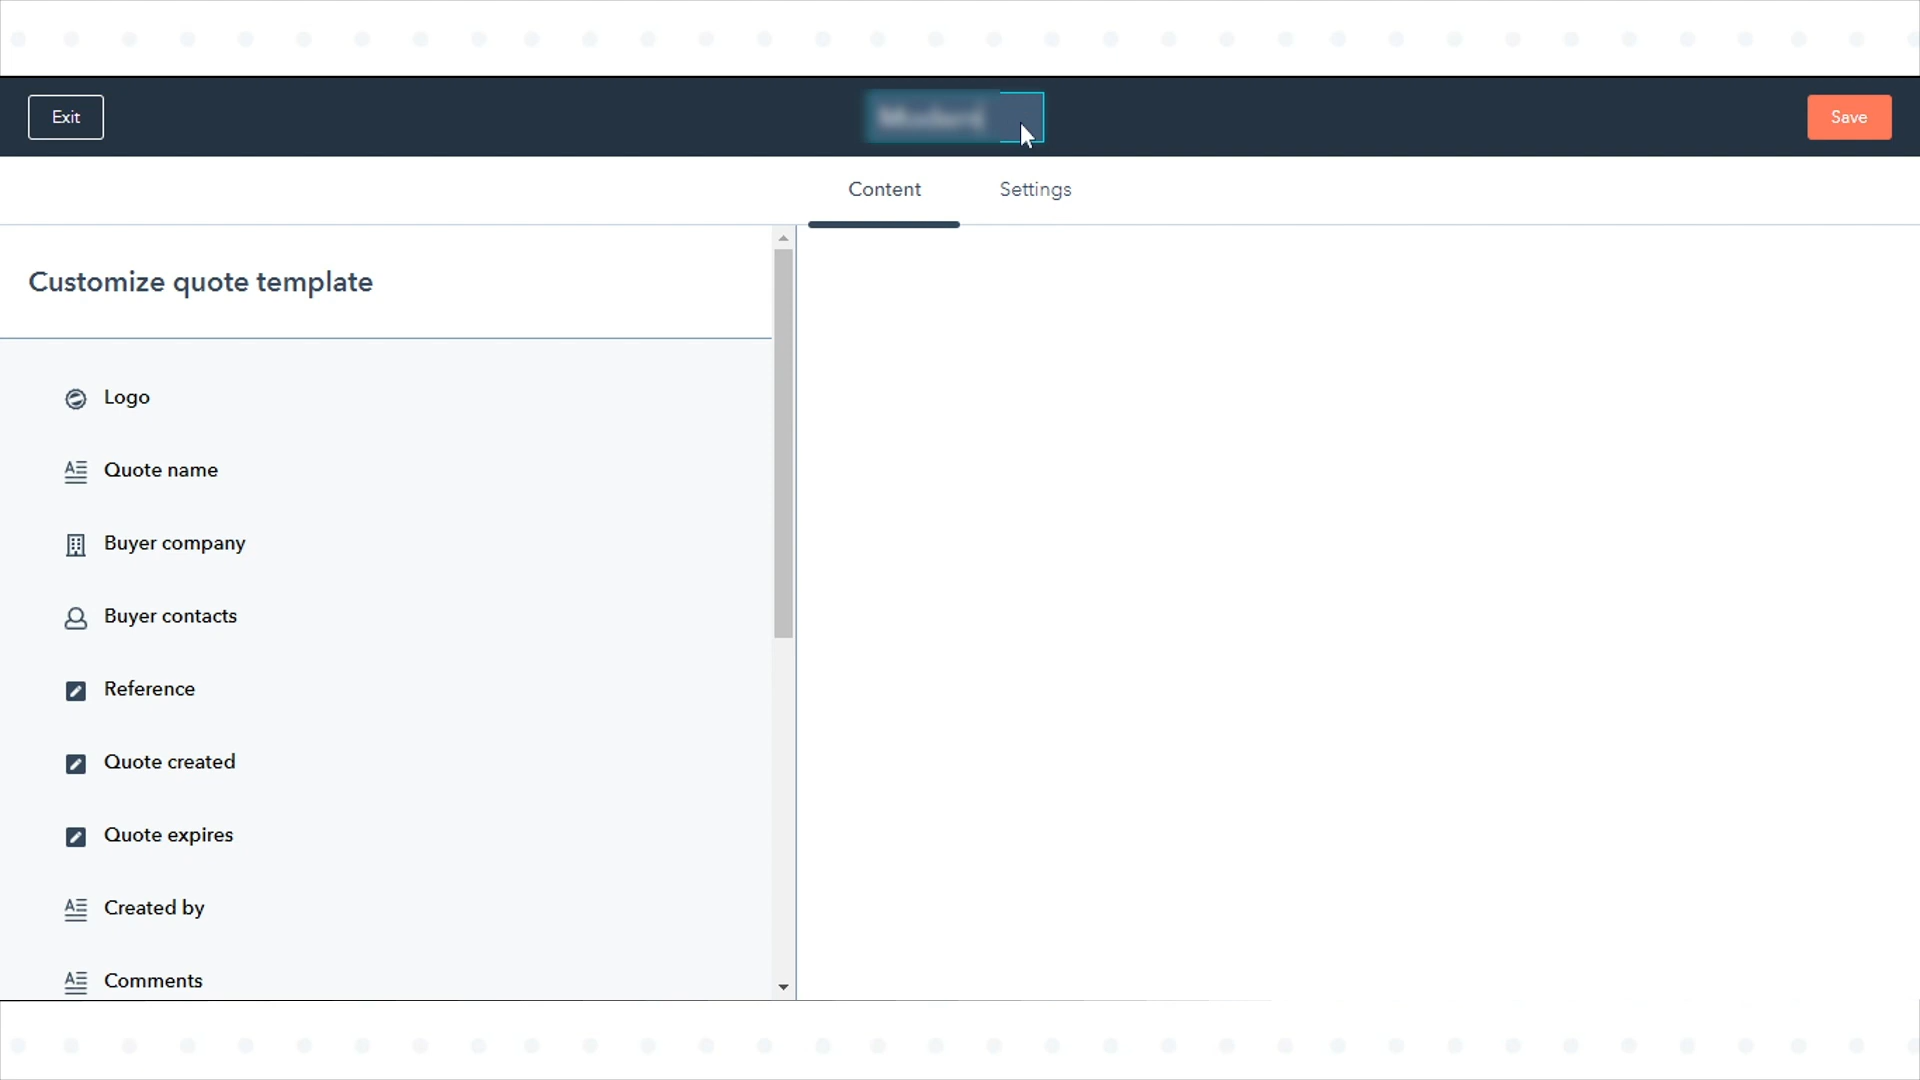 Exit
Save
Content
Settings
Customize quote template
Logo
Quote name
Buyer company
Buyer contacts
Reference
Quote created
Quote expires
Created by
Comments